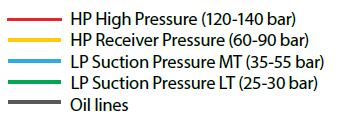 HP High Pressure (120-140 bar)
HP Receiver Pressure (60-90 bar)
LP Suction Pressure MT (35-55 bar)
LP Suction Pressure LT (25-30 bar)
Oil lines